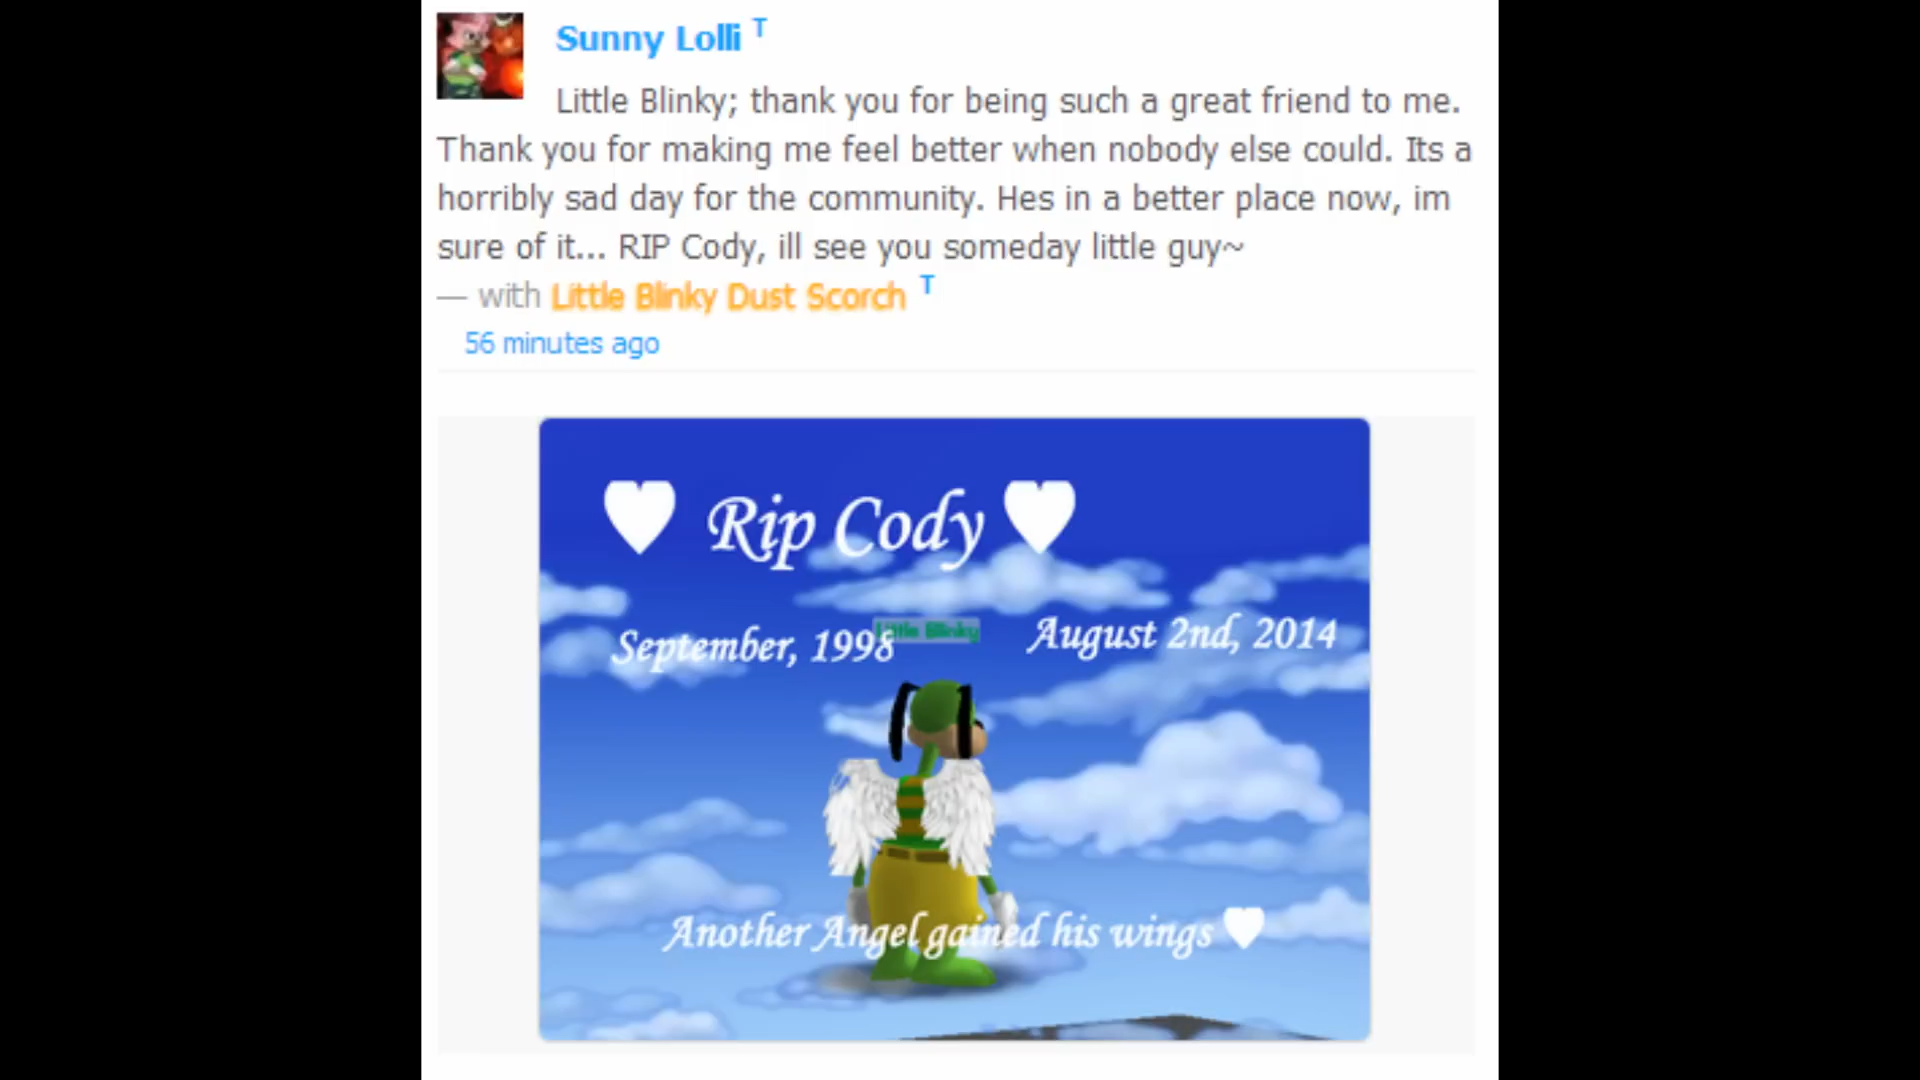 Sunny Lolli T
Little Blinky; thank you for being such a great friend to me.
Thank you for making me feel better when nobody else could. Its a
horribly sad day for the community. Hes in a better place now, im
sure of it... RIP Cody, ill see you someday little guy~
— with Little Blinky Dust Scorch T
56 minutes ago
Rip Cody
Little Blinky
September, 1998
August 2nd, 2014
Another Angel gained his wings